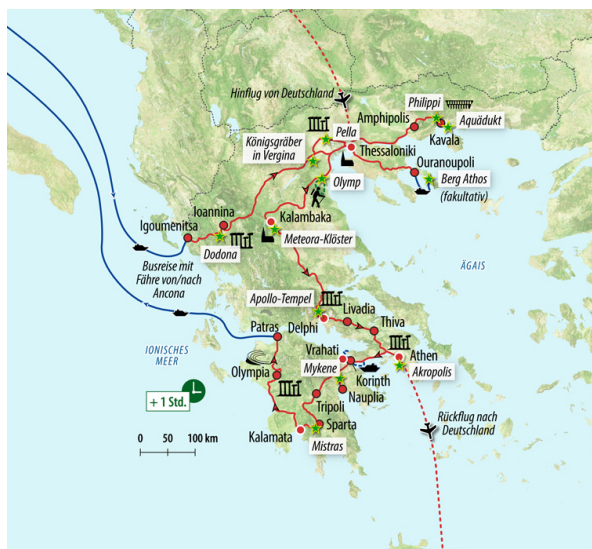 Hinflug von Deutschland
Philippi
Amphipolis
Aquädukt
Pella
Kavala
Königsgräber
in Vergina
Thessaloniki
Ouranoupoli
Olymp
Berg Athos
(fakultativ)
Ioannina
Igoumenitsa
Kalambaka
Meteora-Klöster
Dodona
Busreise mit
Fähre von/nach
Ancona
ÄGAIS
Apollo-Tempel
Livadia
Patras
Delphi
Thiva
IONISCHES
MEER
Vrahati
Athen
Mykene
Akropolis
Olympia
Korinth
Nauplia
+ 1 Std.
Tripoli
Rückflug nach
Deutschland
Sparta
Kalamata
Mistras
0 50 100 km